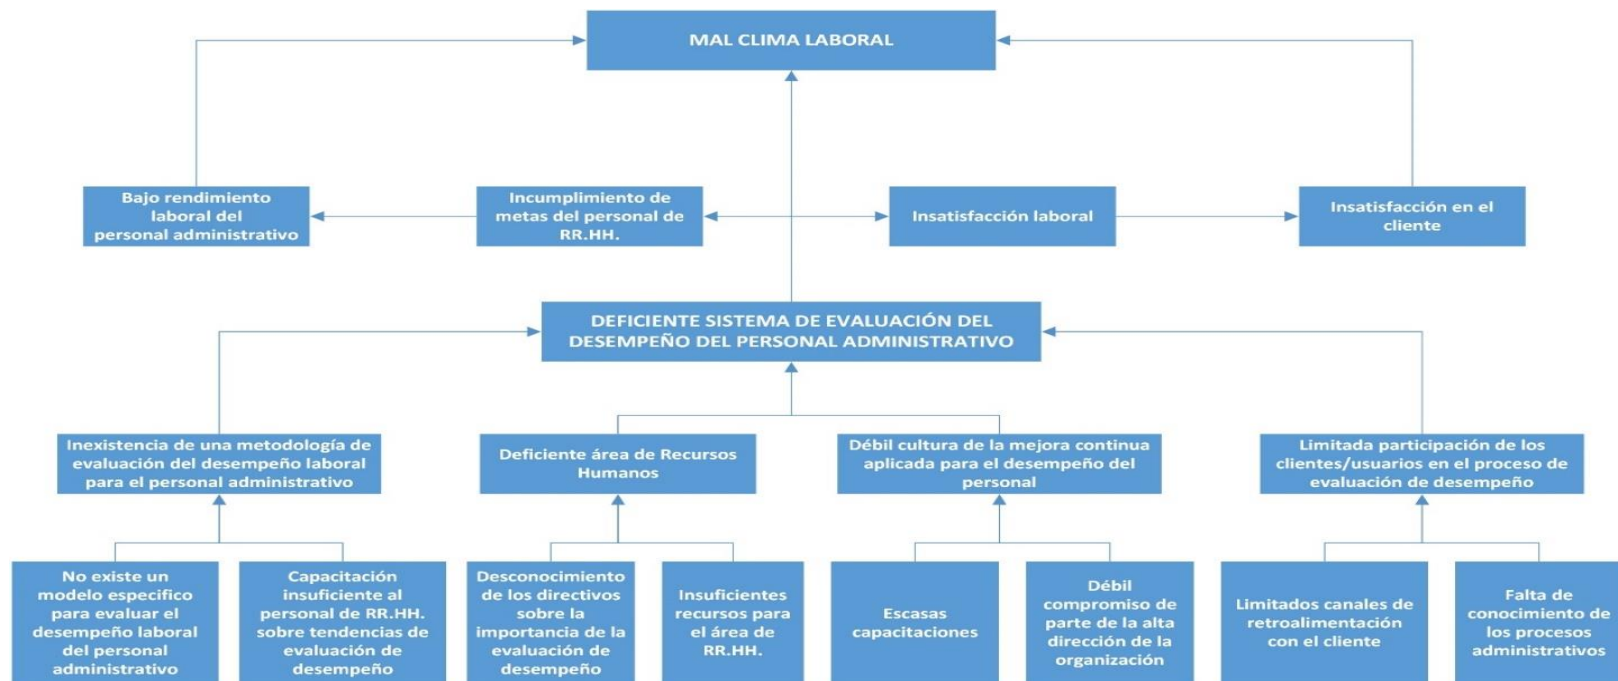 MAL CLIMA LABORAL
Bajo rendimiento
laboral del
personal administrativo
Incumplimiento de
metas del personal de
RR.HH.
Insatisfacción laboral
Insatisfacción en el
cliente
DEFICIENTE SISTEMA DE EVALUACIÓN DEL
DESEMPEÑO DEL PERSONAL ADMINISTRATIVO
Inexistencia de una metodología de
evaluación del desempeño laboral
para el personal administrativo
Deficiente área de Recursos
Humanos
Débil cultura de la mejora continua
aplicada para el desempeño del
personal
Limitada participación de los
clientes/usuarios en el proceso de
evaluación de desempeño
No existe un
modelo especifico
para evaluar el
desempeño laboral
del personal
administrativo
Capacitación
insuficiente al
personal de RR.HH.
sobre tendencias de
evaluación de
desempeño
Desconocimiento
de los directivos
sobre la
importancia de la
evaluación de
desempeño
Insuficientes
recursos para
el área de
RR.HH.
Escasas
capacitaciones
Débil
compromiso de
parte de la alta
dirección de la
organización
Limitados canales de
retroalimentación
con el cliente
Falta de
conocimiento de
los procesos
administrativos